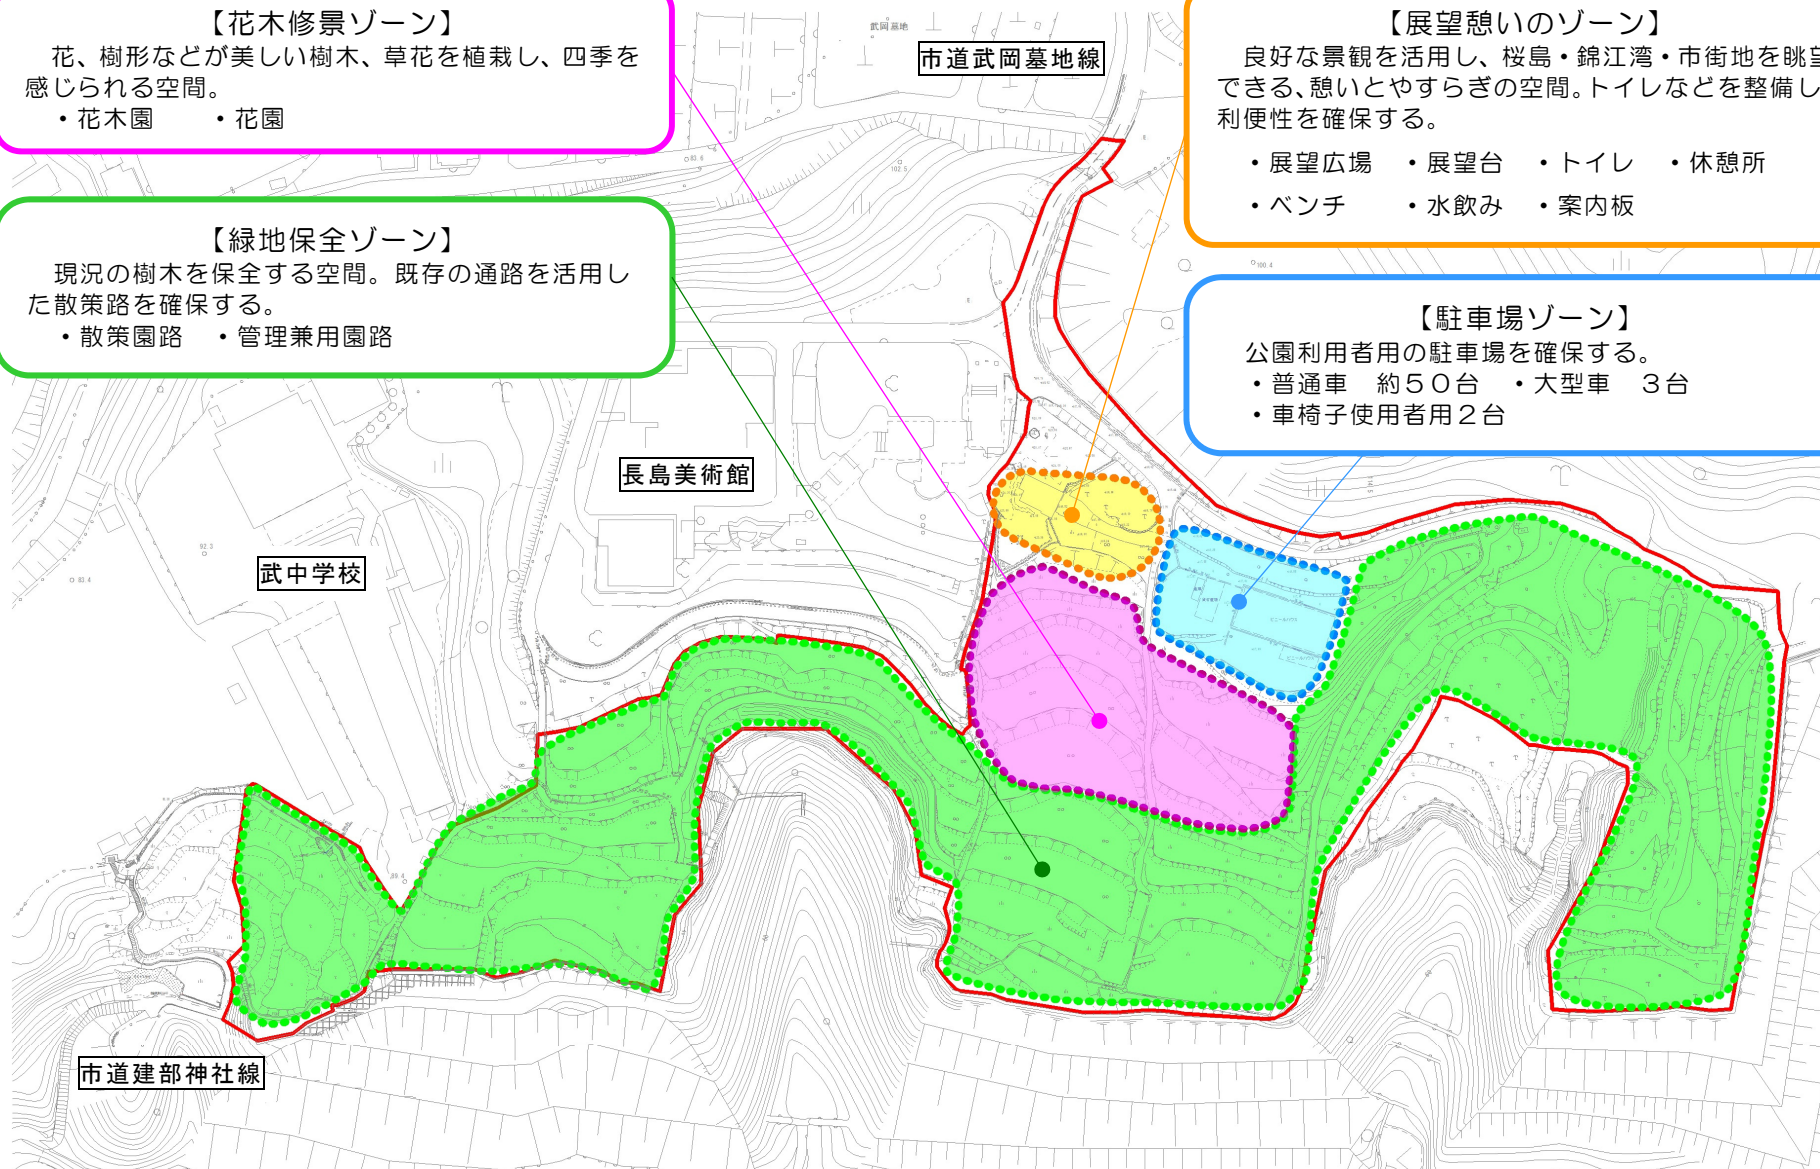 【花木修景ゾーン】
花、樹形などが美しい樹木、草花を植栽し、四季を
感じられる空間。
・花木園　・花園
【緑地保全ゾーン】
現況の樹木を保全する空間。既存の通路を活用し
た散策路を確保する。
・散策園路　・管理兼用園路
武岡墓地
市道武岡墓地線
【展望憩いのゾーン】
良好な景観を活用し、桜島・錦江湾・市街地を眺望
できる、憩いとやすらぎの空間。トイレなどを整備し
利便性を確保する。
・展望広場　・展望台　・トイレ　・休憩所
・ベンチ　・水飲み　・案内板
【駐車場ゾーン】
公園利用者用の駐車場を確保する。
・普通車　約５０台　・大型車　３台
・車椅子使用者用２台
長島美術館
武中学校
市道建部神社線
102.5
100.4
92.3